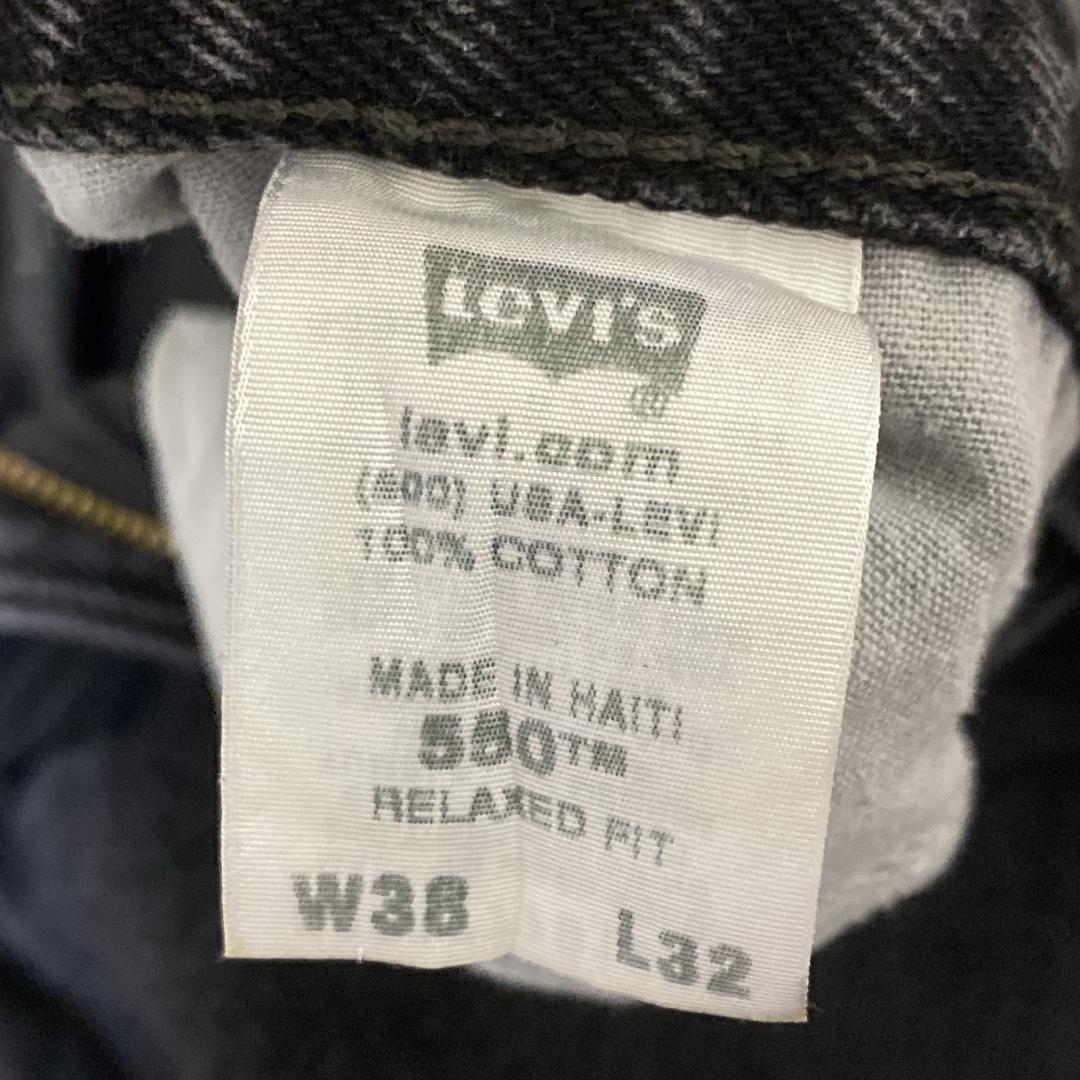 Levi's
®
levi.com
(800) USA-LEVI
100% COTTON
MADE IN HAITI
550™
RELAXED FIT
W38 L32